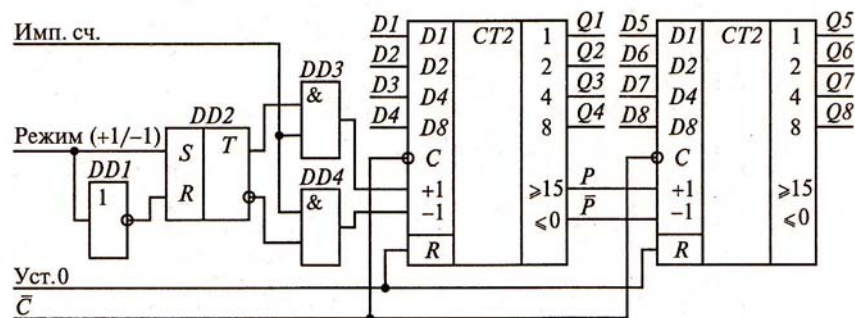 Имп. сч.
Режим (+1/−1)
DD1
1
DD2
S T
R
DD3
&
DD4
&
D1
D2
D3
D4
D1 CT2 1
D2 2
D4 4
D8 8
C
+1 ⩾15
−1 ⩽0
R
Q1
Q2
Q3
Q4
P
P̅
D5
D6
D7
D8
D1 CT2 1
D2 2
D4 4
D8 8
C
+1 ⩾15
−1 ⩽0
R
Q5
Q6
Q7
Q8
Уст.0
C̅